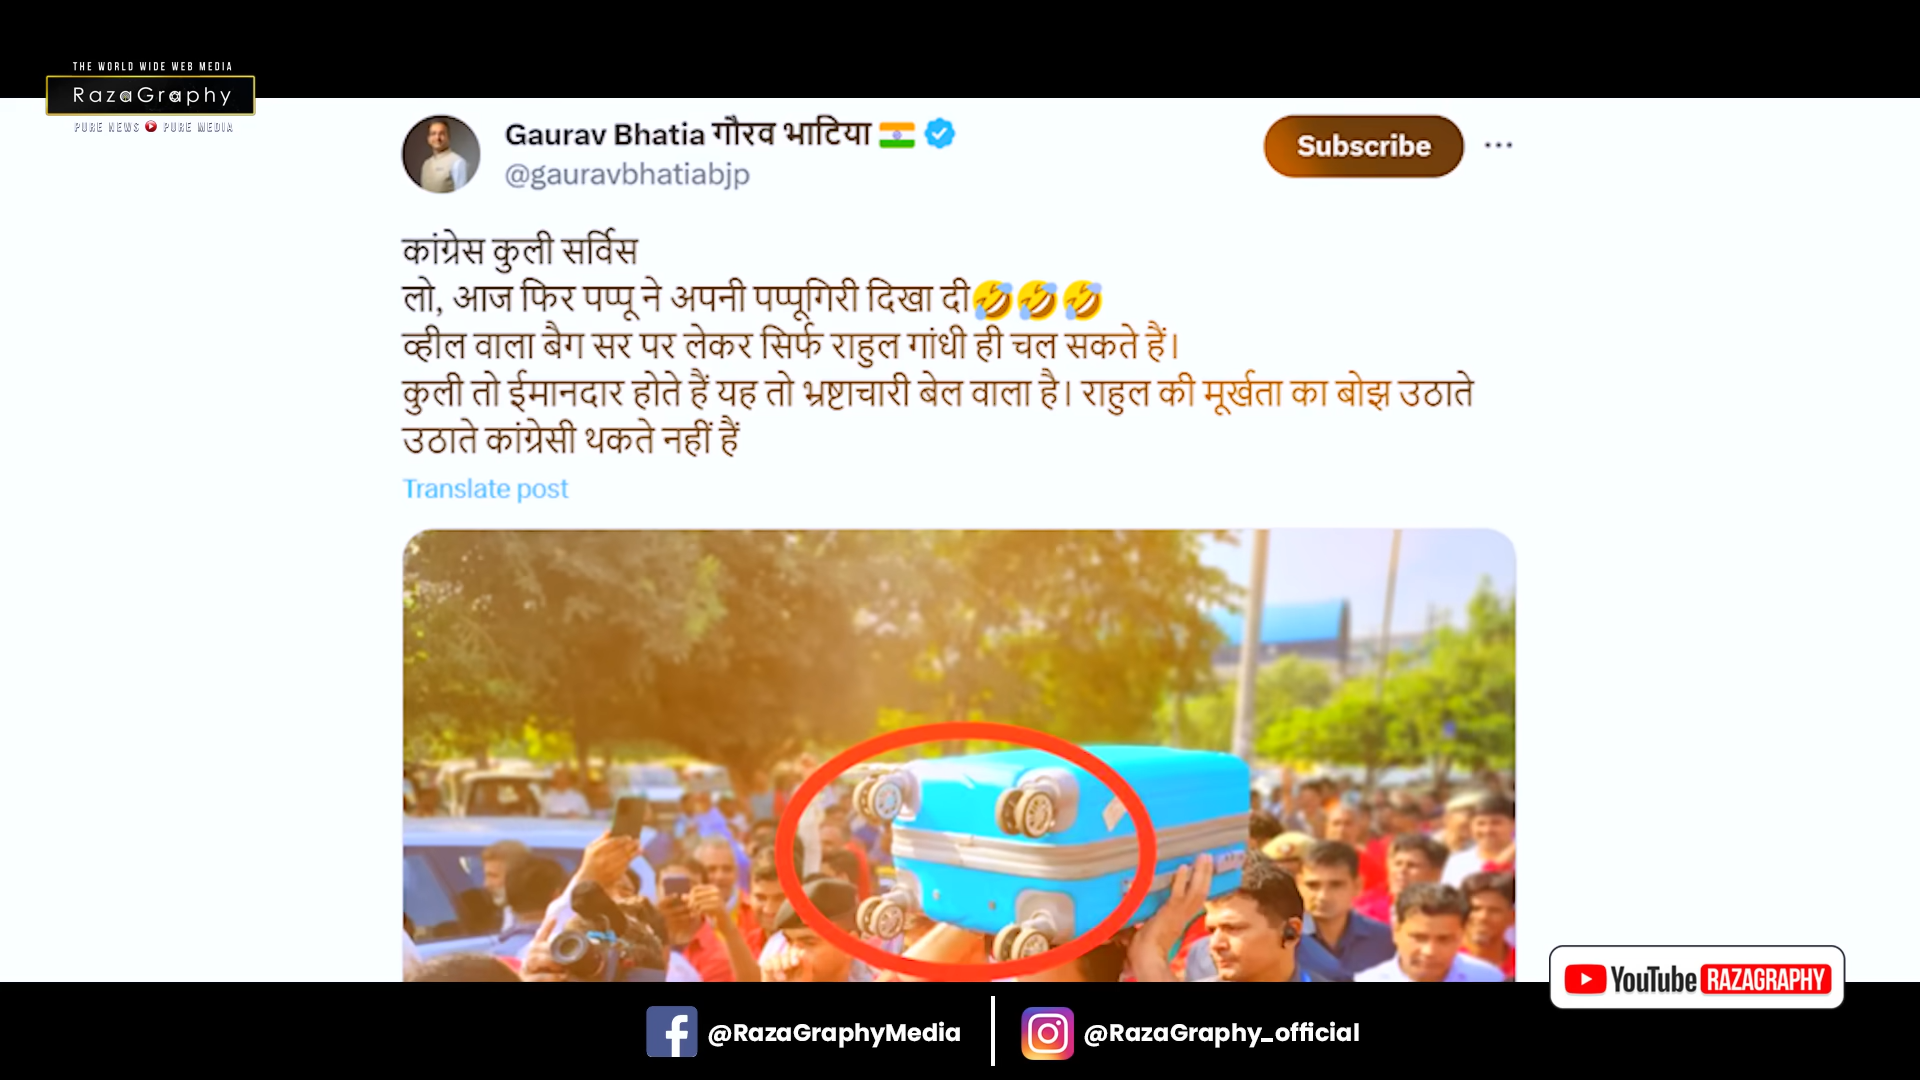 THE WORLD WIDE WEB MEDIA
RazaGraphy
PURE NEWS PURE MEDIA
Gaurav Bhatia गौरव भाटिया
@gauravbhatiabjp
Subscribe
कांग्रेस कुली सर्विस
लो, आज फिर पप्पू ने अपनी पप्पूगिरी दिखा दी🤣🤣🤣
व्हील वाला बैग सर पर लेकर सिर्फ राहुल गांधी ही चल सकते हैं।
कुली तो ईमानदार होते हैं यह तो भ्रष्टाचारी बेल वाला है। राहुल की मूर्खता का बोझ उठाते
उठाते कांग्रेसी थकते नहीं हैं
Translate post
YouTube RAZAGRAPHY
@RazaGraphyMedia
@RazaGraphy_official